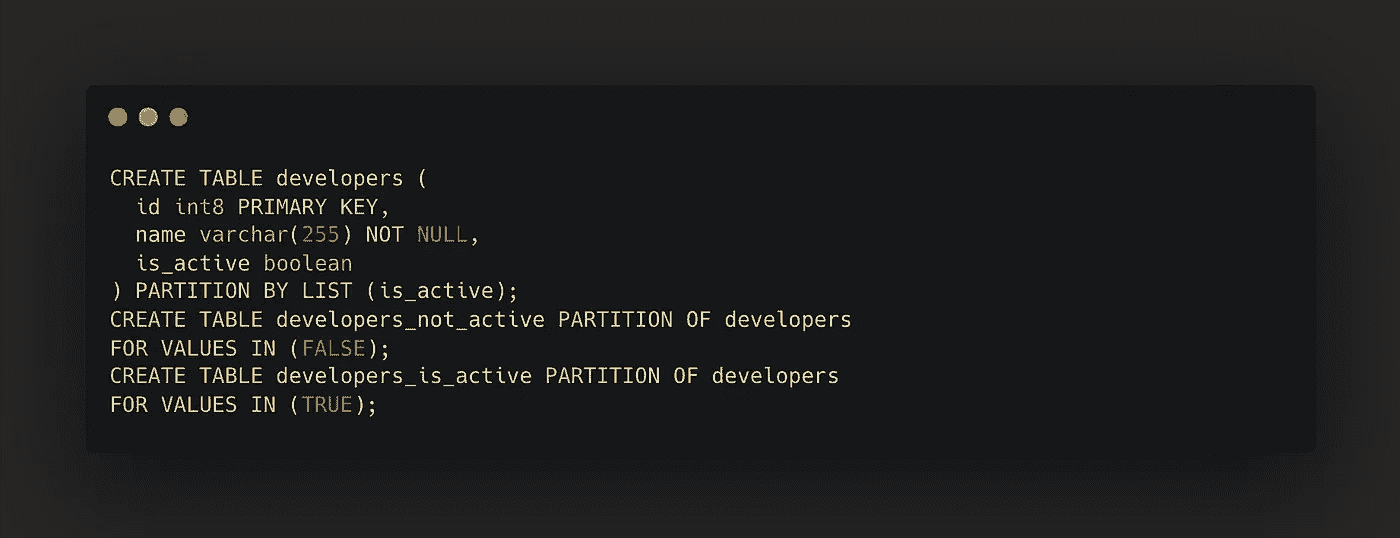 CREATE TABLE developers (
  id int8 PRIMARY KEY,
  name varchar(255) NOT NULL,
  is_active boolean
) PARTITION BY LIST (is_active);
CREATE TABLE developers_not_active PARTITION OF developers
FOR VALUES IN (FALSE);
CREATE TABLE developers_is_active PARTITION OF developers
FOR VALUES IN (TRUE);